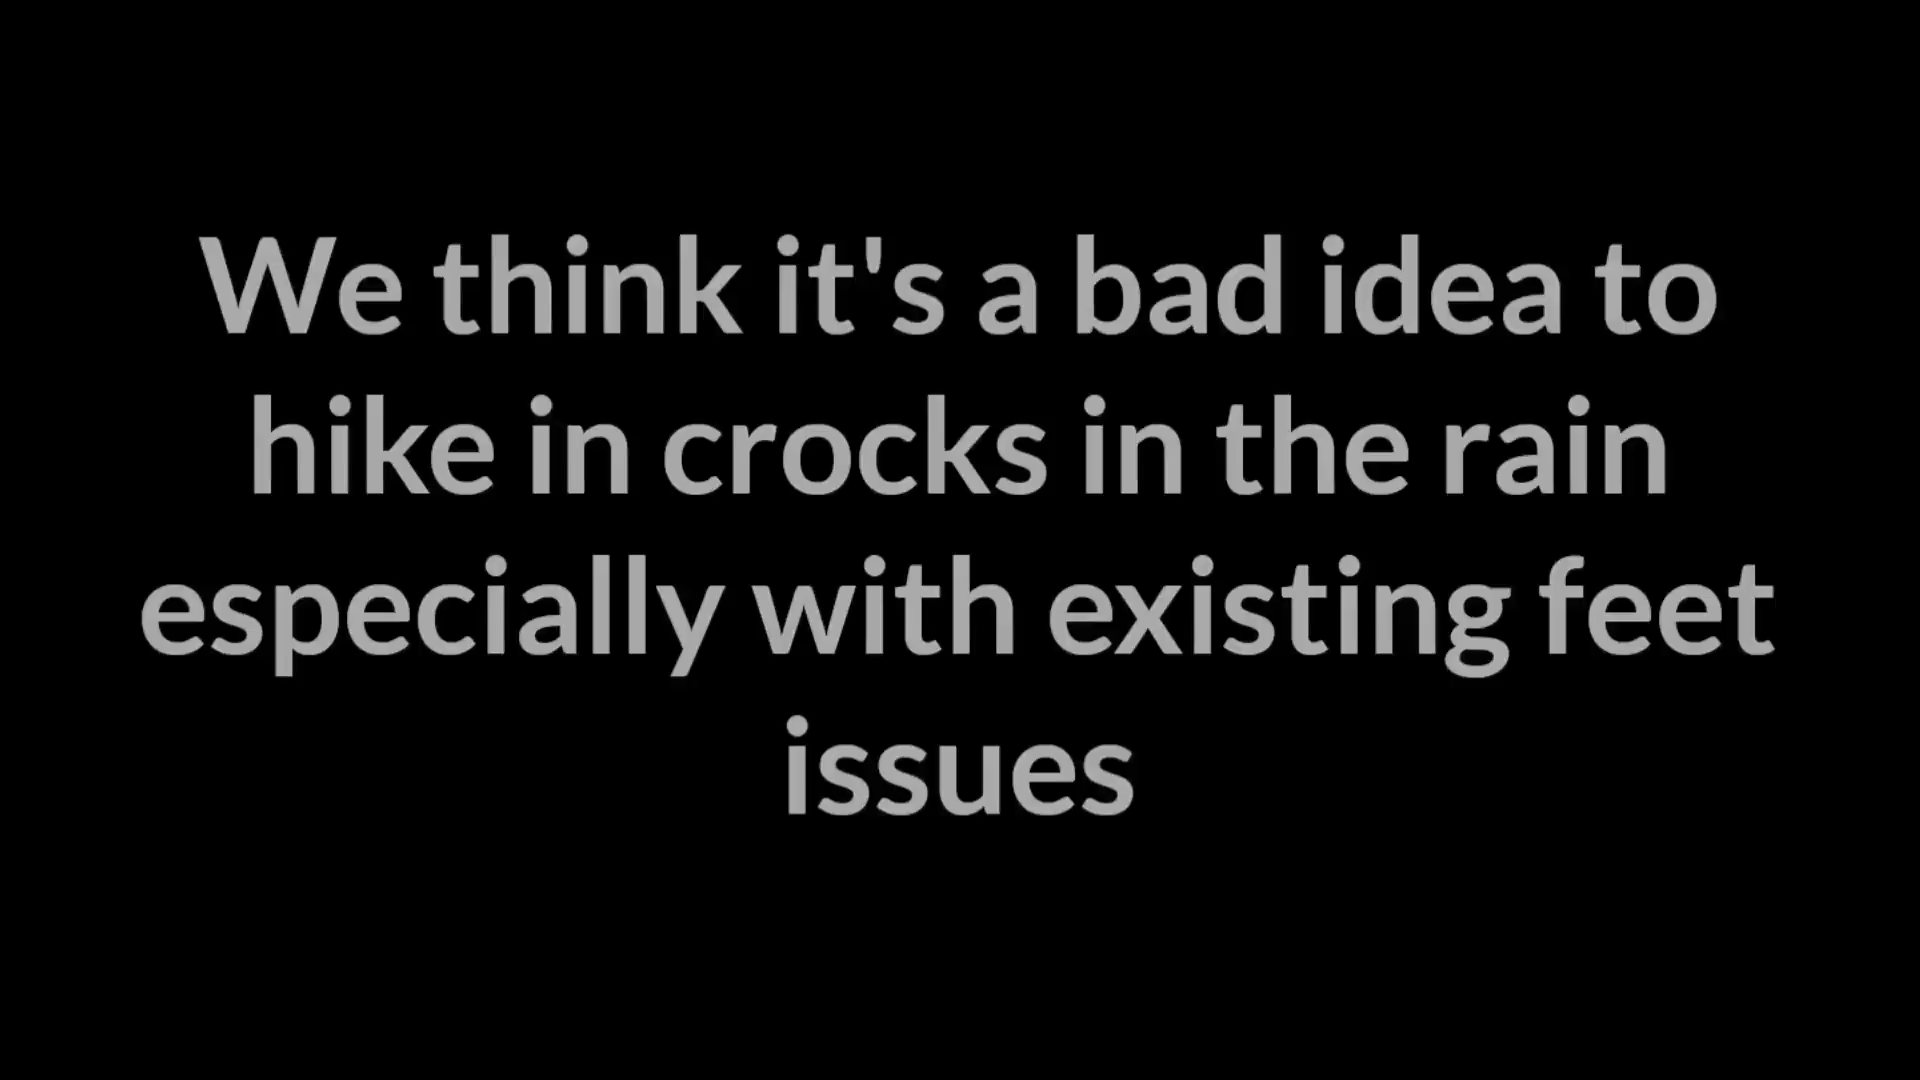 We think it's a bad idea to
hike in crocks in the rain
especially with existing feet
issues